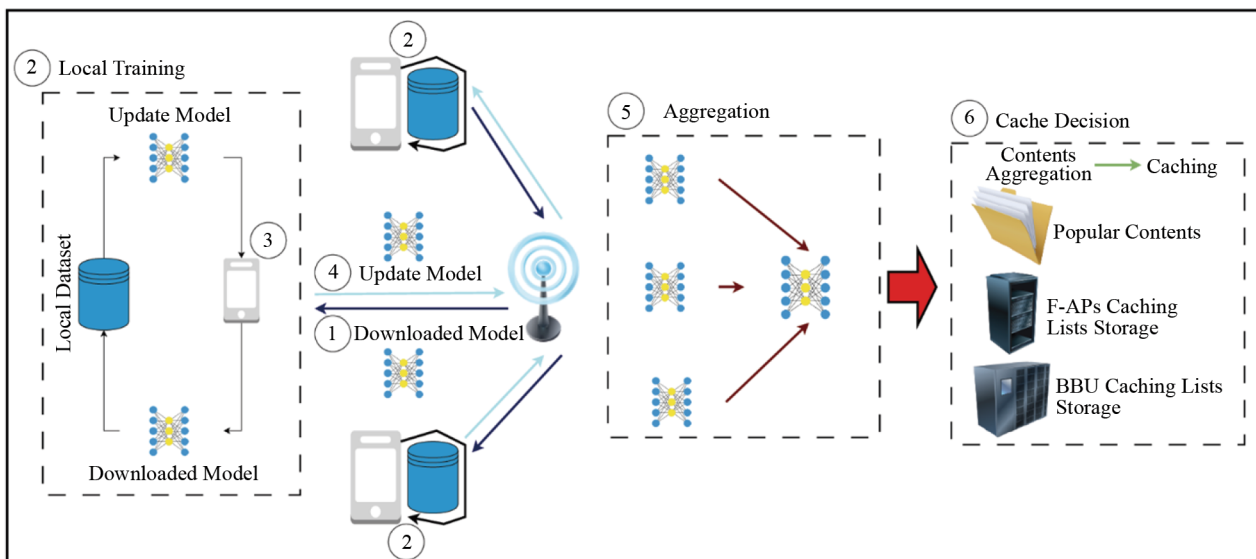 2 Local Training
Update Model
Local Dataset
3
Downloaded Model
2
4 Update Model
1 Downloaded Model
2
5 Aggregation
6 Cache Decision
Contents
Aggregation
Caching
Popular Contents
F-APs Caching
Lists Storage
BBU Caching Lists
Storage